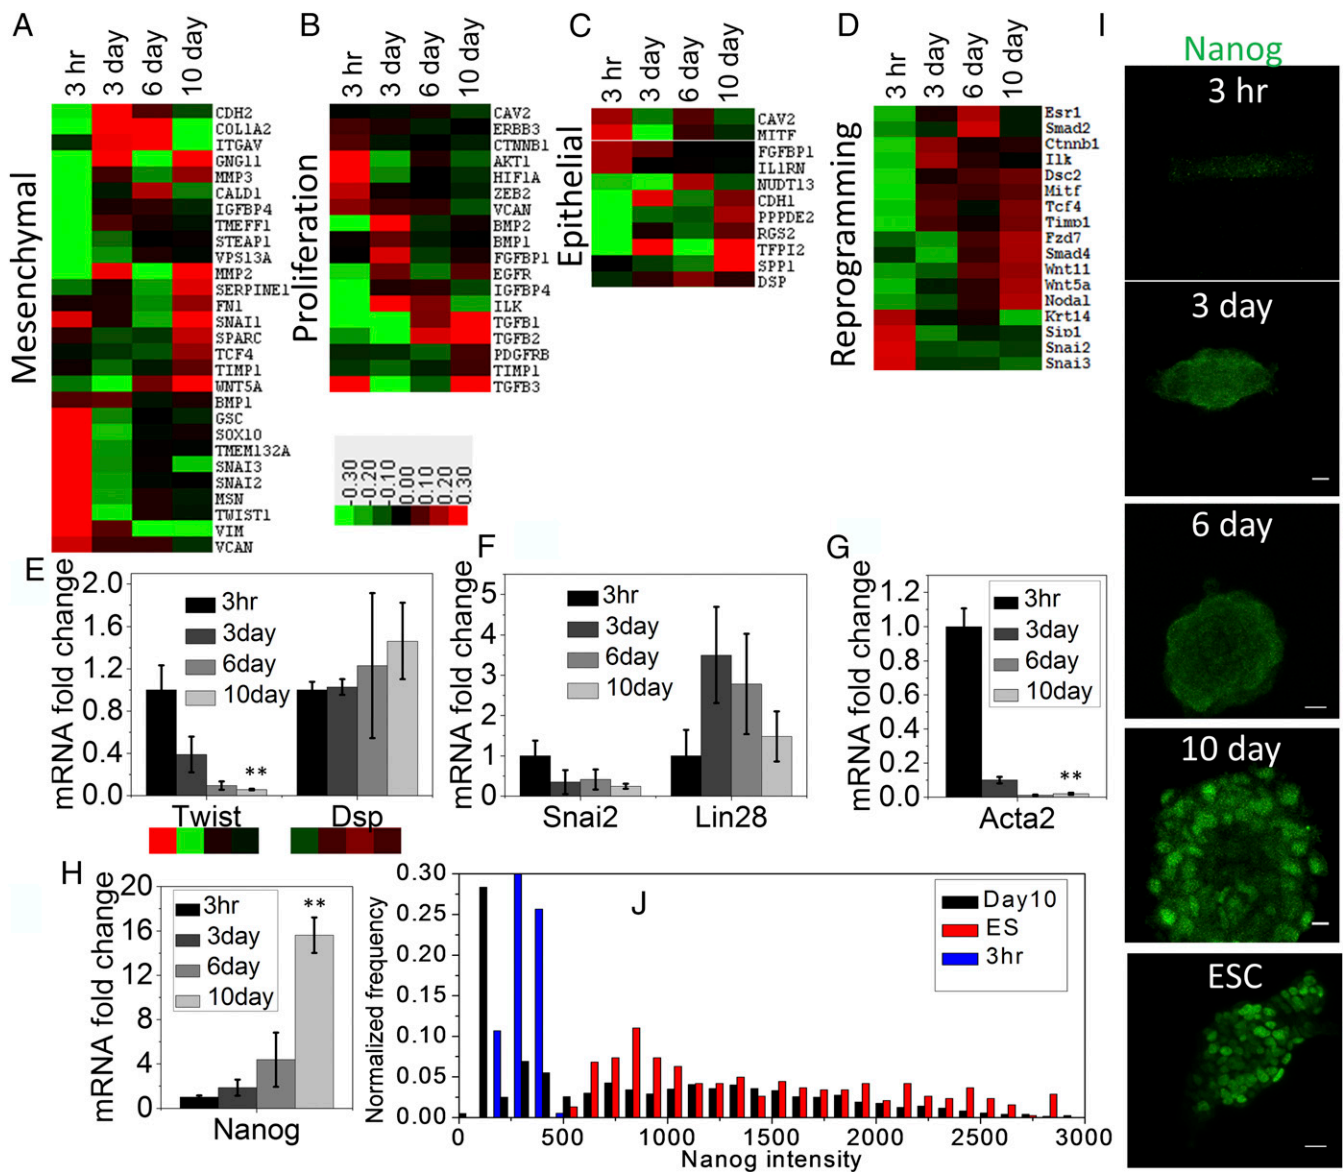 A
3 hr
3 day
6 day
10 day
Mesenchymal
CDH2
COL1A2
ITGAV
GNG11
MMP3
CALD1
IGFBP4
TMEFF1
STEAP1
VPS13A
MMP2
SERPINE1
FN1
SNAI1
SPARC
TCF4
TIMP1
WNT5A
BMP1
GSC
SOX10
TMEM132A
SNAI3
SNAI2
MSN
TWIST1
VIM
VCAN
B
3 hr
3 day
6 day
10 day
Proliferation
CAV2
ERBB3
CTNNB1
AKT1
HIF1A
ZEB2
VCAN
BMP2
BMP1
FGFBP1
EGFR
IGFBP4
ILK
TGFB1
TGFB2
PDGFRB
TIMP1
TGFB3
-0.30
-0.20
-0.10
0.00
0.10
0.20
0.30
C
3 hr
3 day
6 day
10 day
Epithelial
CAV2
MITF
FGFBP1
IL1RN
NUDT13
CDH1
PPPDE2
RGS2
TFPI2
SPP1
DSP
D
3 hr
3 day
6 day
10 day
Reprogramming
Esr1
Smad2
Ctnnb1
Ilk
Dsc2
Mitf
Tcf4
Timp1
Fzd7
Smad4
Wnt11
Wnt5a
Nodal
Krt14
Sip1
Snai2
Snai3
E
mRNA fold change
2.0
1.6
1.2
0.8
0.4
0.0
3hr
3day
6day
10day
**
Twist
Dsp
F
mRNA fold change
5
4
3
2
1
0
3hr
3day
6day
10day
Snai2
Lin28
G
mRNA fold change
1.2
1.0
0.8
0.6
0.4
0.2
0.0
3hr
3day
6day
10day
**
Acta2
H
mRNA fold change
20
16
12
8
4
0
3hr
3day
6day
10day
**
Nanog
J
Normalized frequency
0.30
0.25
0.20
0.15
0.10
0.05
0.00
Day10
ES
3hr
0
500
1000
1500
2000
2500
3000
Nanog intensity
I
Nanog
3 hr
3 day
6 day
10 day
ESC